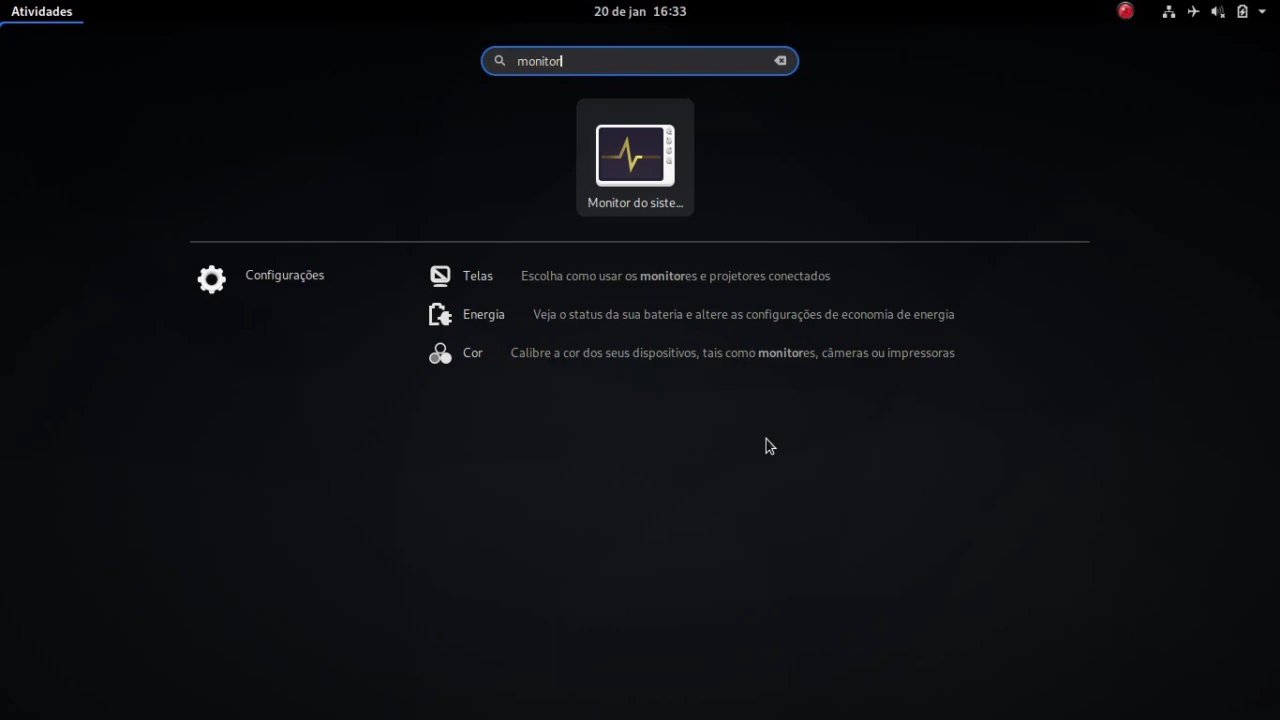 Atividades
20 de jan 16:33
monitor
Monitor do siste...
Configurações
Telas Escolha como usar os monitores e projetores conectados
Energia Veja o status da sua bateria e altere as configurações de economia de energia
Cor Calibre a cor dos seus dispositivos, tais como monitores, câmeras ou impressoras